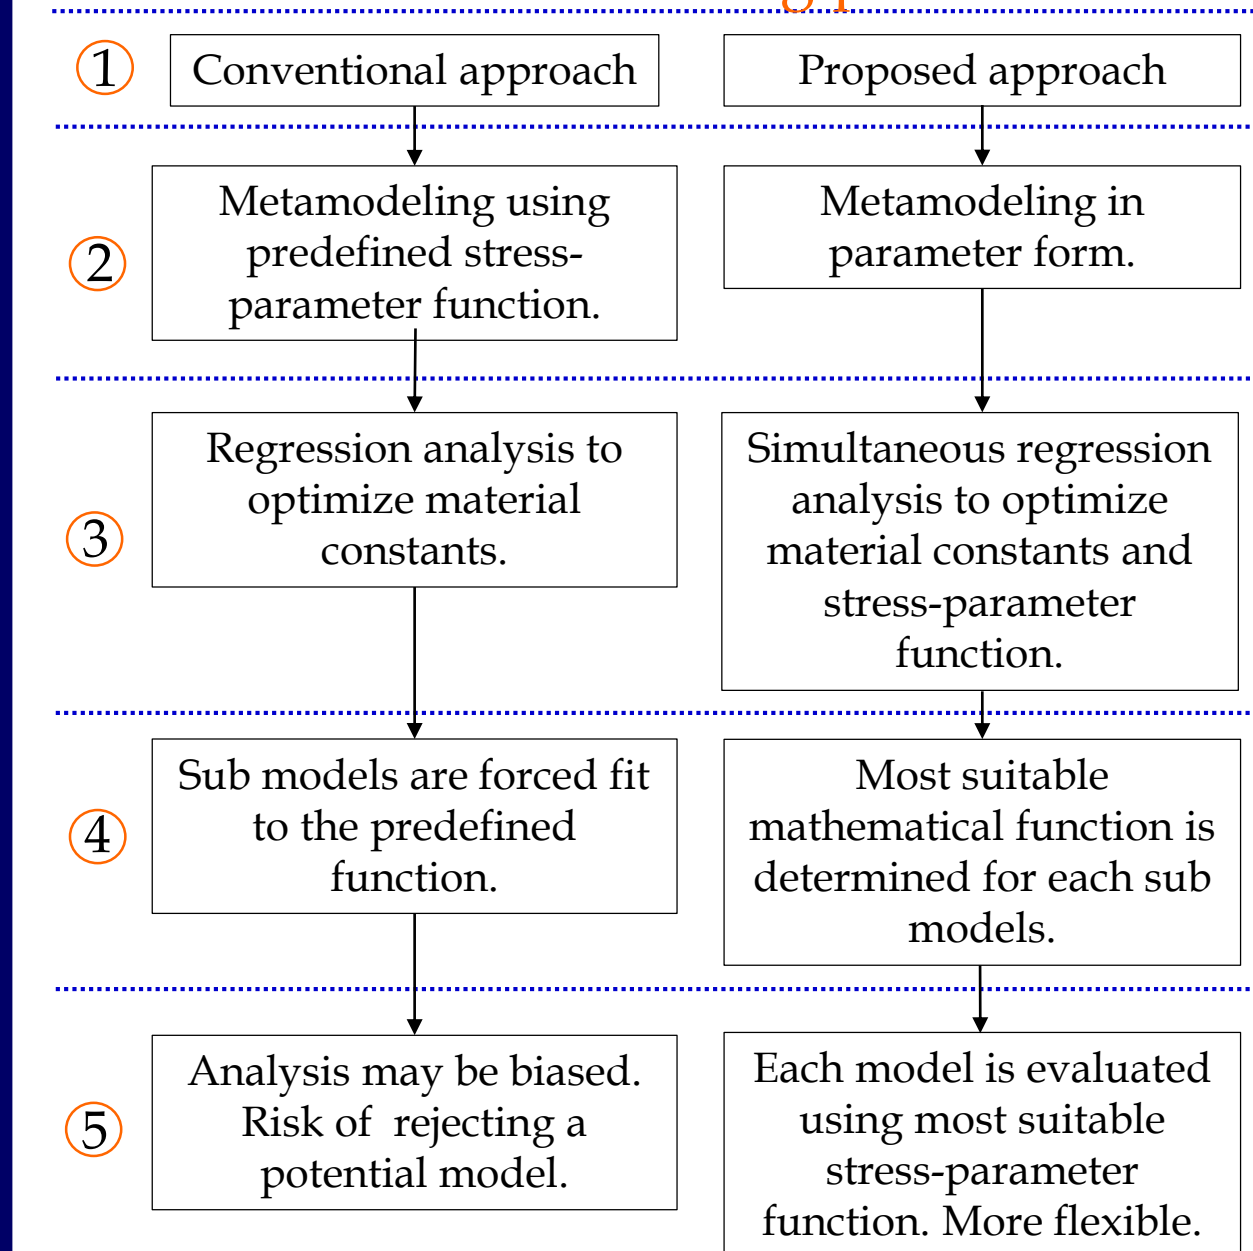 ① Conventional approach
Proposed approach
② Metamodeling using
predefined stress-
parameter function.
Metamodeling in
parameter form.
③ Regression analysis to
optimize material
constants.
Simultaneous regression
analysis to optimize
material constants and
stress-parameter
function.
④ Sub models are forced fit
to the predefined
function.
Most suitable
mathematical function is
determined for each sub
models.
⑤ Analysis may be biased.
Risk of  rejecting a
potential model.
Each model is evaluated
using most suitable
stress-parameter
function. More flexible.